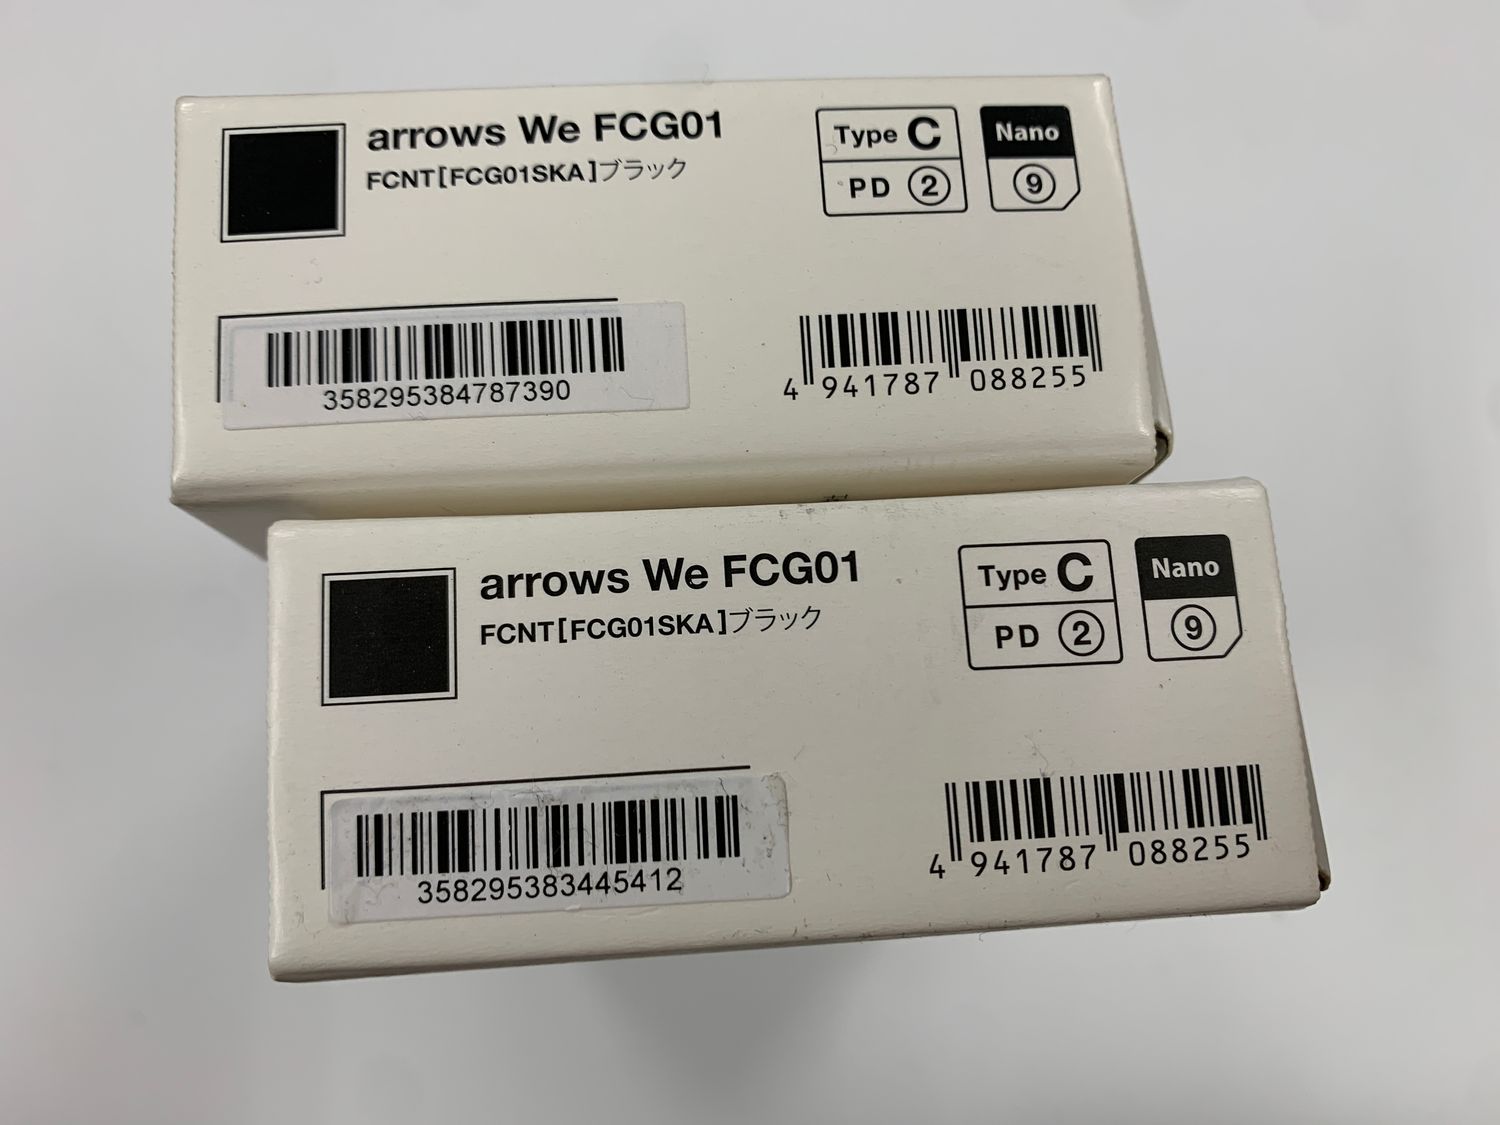 arrows We FCG01
FCNT[FCG01SKA]ブラック
Type C
PD ②
Nano
⑨
358295384787390
4 941787 088255
arrows We FCG01
FCNT[FCG01SKA]ブラック
Type C
PD ②
Nano
⑨
358295383445412
4 941787 088255